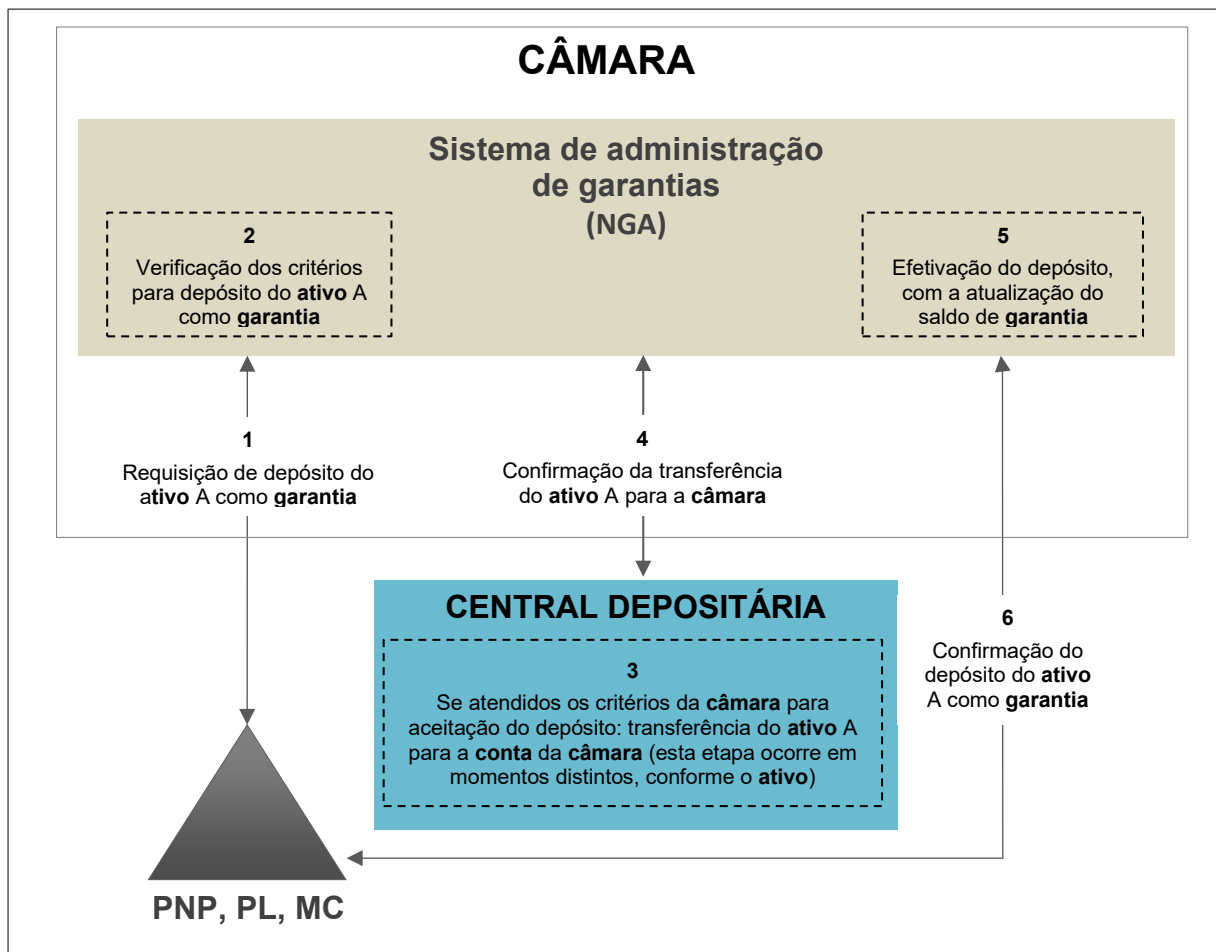 CÂMARA
Sistema de administração
de garantias
(NGA)
2
Verificação dos critérios
para depósito do ativo A
como garantia
5
Efetivação do depósito,
com a atualização do
saldo de garantia
1
Requisição de depósito do
ativo A como garantia
4
Confirmação da transferência
do ativo A para a câmara
CENTRAL DEPOSITÁRIA
3
Se atendidos os critérios da câmara para
aceitação do depósito: transferência do ativo A
para a conta da câmara (esta etapa ocorre em
momentos distintos, conforme o ativo)
6
Confirmação do
depósito do ativo
A como garantia
PNP, PL, MC